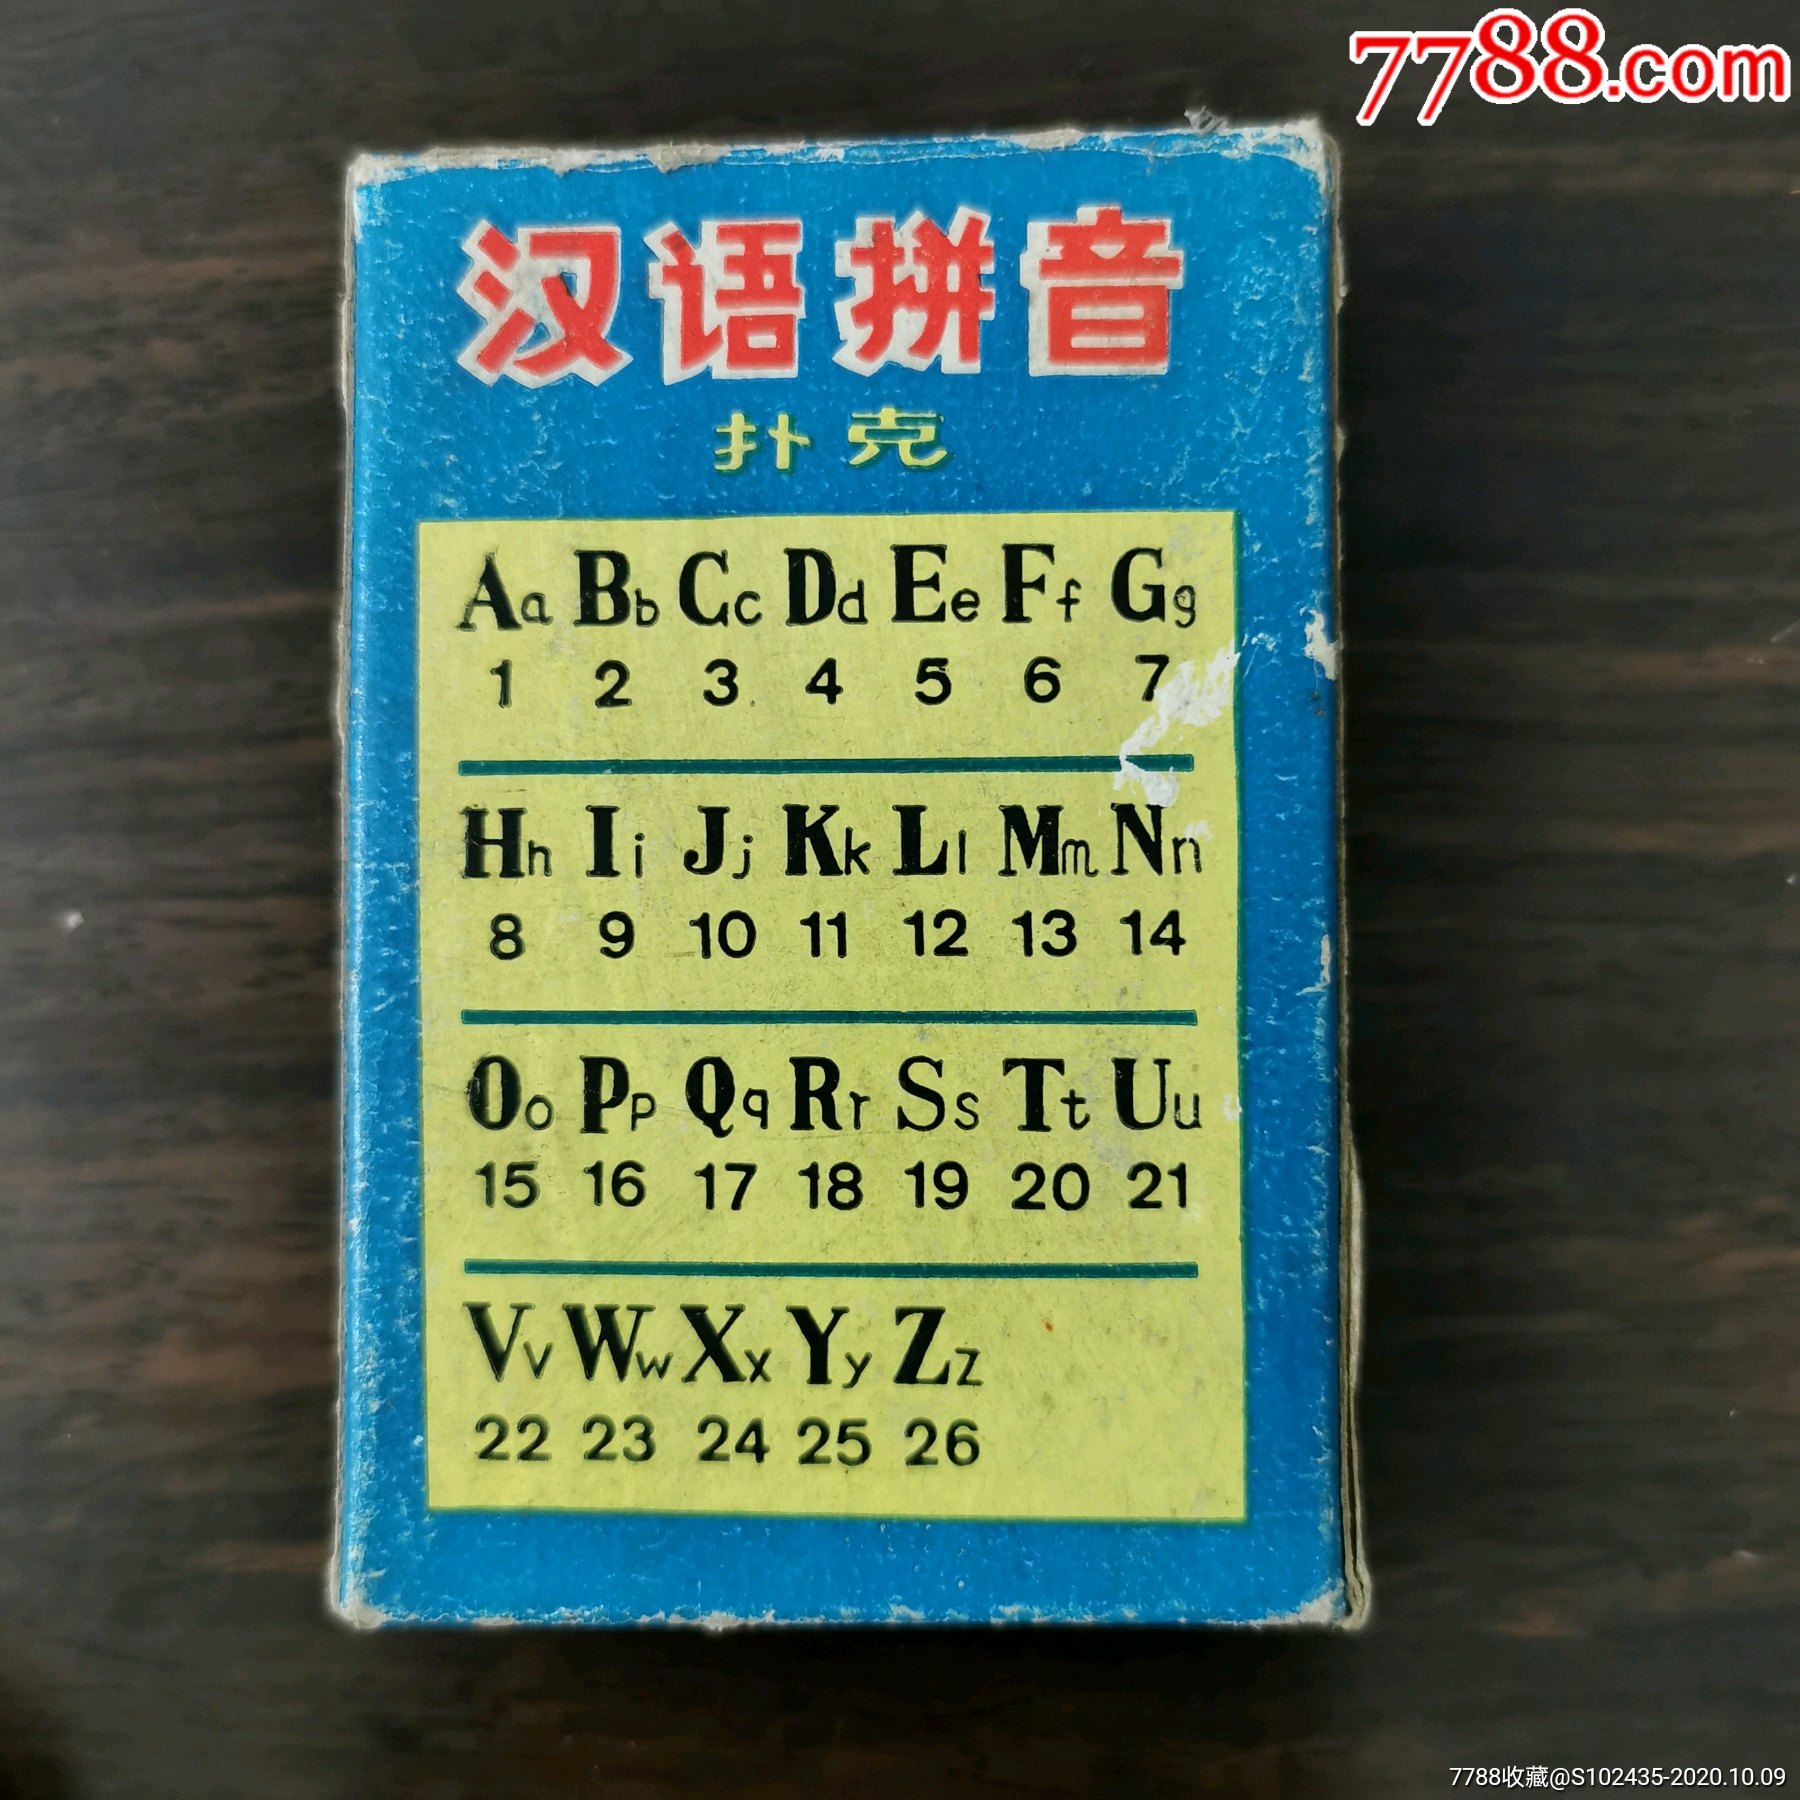 7788.com
汉语拼音
扑克
Aa Bb Cc Dd Ee Ff Gg
1 2 3 4 5 6 7
Hh Ii Jj Kk Ll Mm Nn
8 9 10 11 12 13 14
Oo Pp Qq Rr Ss Tt Uu
15 16 17 18 19 20 21
Vv Ww Xx Yy Zz
22 23 24 25 26
7788收藏@S102435-2020.10.09